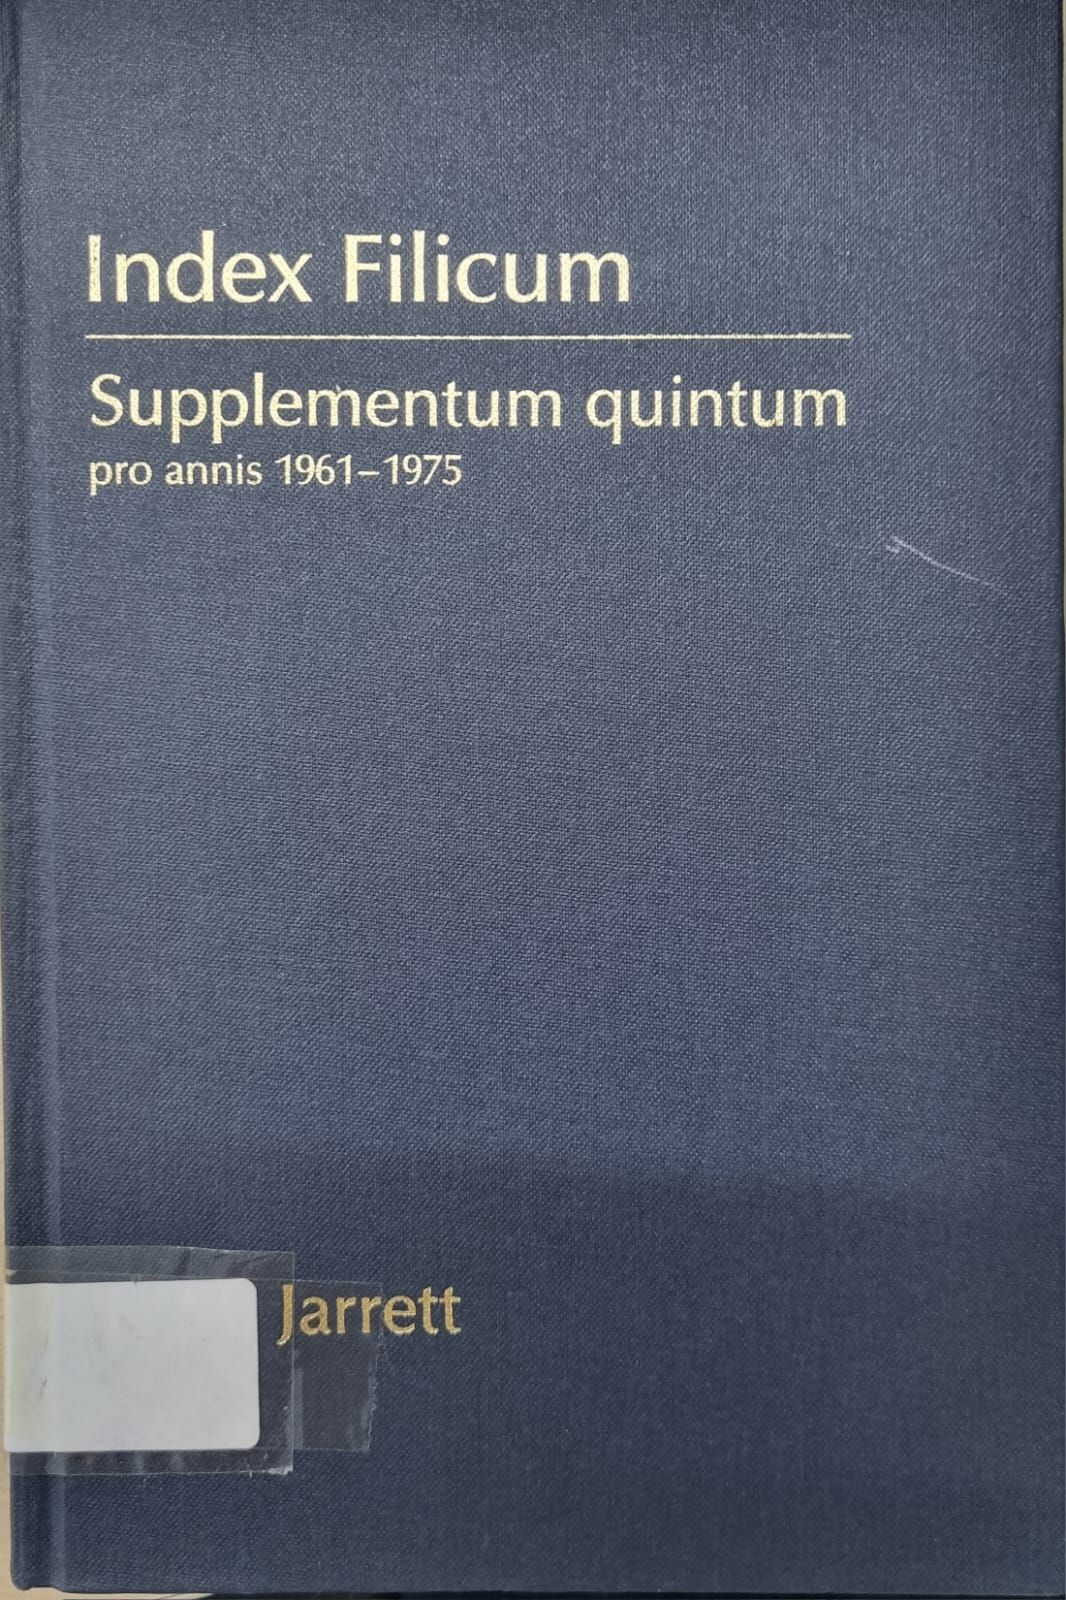 Index Filicum
Supplementum quintum
pro annis 1961–1975
Jarrett